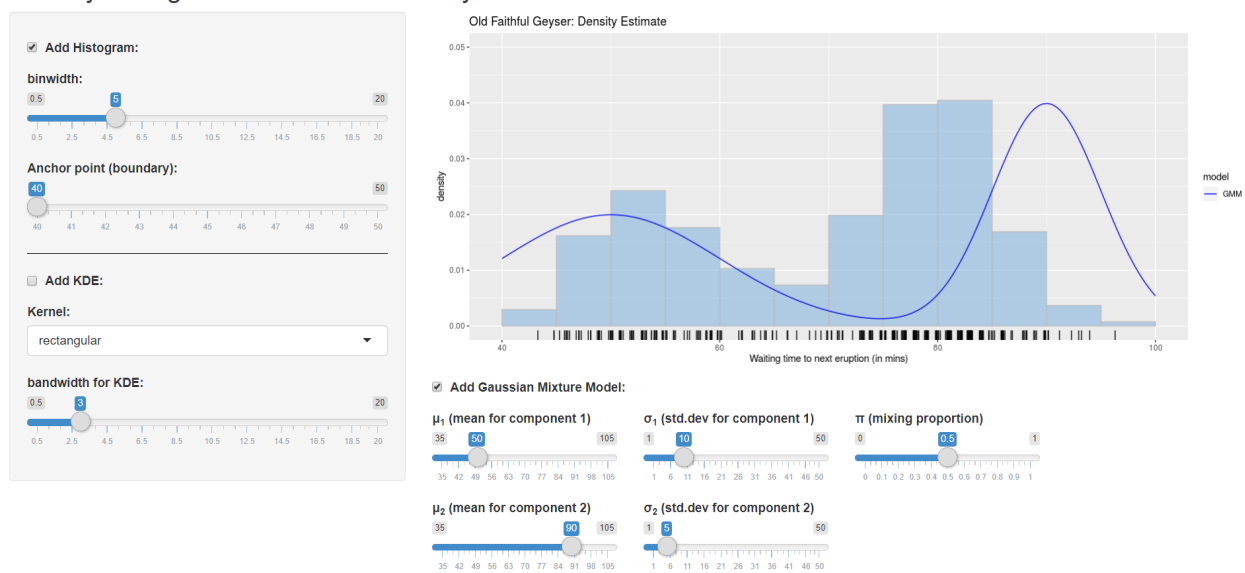 Add Histogram:
binwidth:
0.5 5 20
0.5 2.5 4.5 6.5 8.5 10.5 12.5 14.5 16.5 18.5 20
Anchor point (boundary):
40 50
40 41 42 43 44 45 46 47 48 49 50
Add KDE:
Kernel:
rectangular
bandwidth for KDE:
0.5 3 20
0.5 2.5 4.5 6.5 8.5 10.5 12.5 14.5 16.5 18.5 20
Old Faithful Geyser: Density Estimate
0.05
0.04
0.03
0.02
0.01
0.00
density
40 60 80 100
Waiting time to next eruption (in mins)
model
GMM
Add Gaussian Mixture Model:
μ1 (mean for component 1)
35 50 105
35 42 49 56 63 70 77 84 91 98 105
σ1 (std.dev for component 1)
1 10 50
1 6 11 16 21 26 31 36 41 46 50
π (mixing proportion)
0 0.5 1
0 0.1 0.2 0.3 0.4 0.5 0.6 0.7 0.8 0.9 1
μ2 (mean for component 2)
35 90 105
35 42 49 56 63 70 77 84 91 98 105
σ2 (std.dev for component 2)
1 5 50
1 6 11 16 21 26 31 36 41 46 50